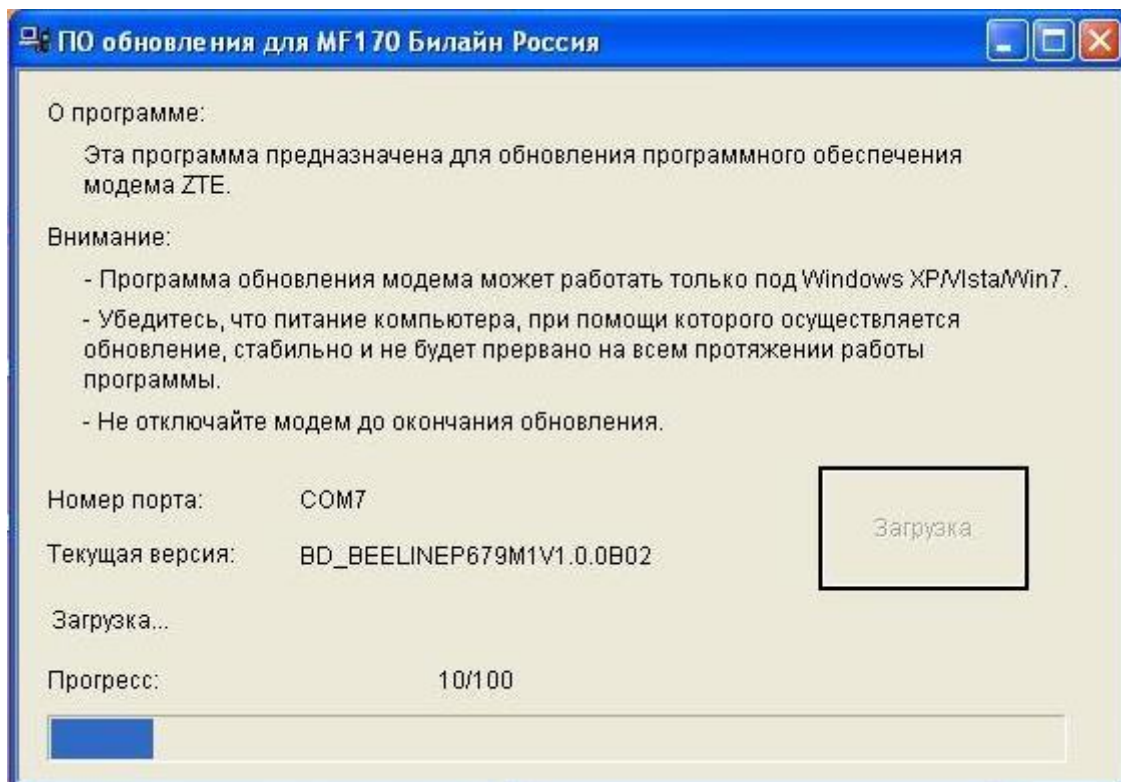 ПО обновления для MF170 Билайн Россия
О программе:
Эта программа предназначена для обновления программного обеспечения
модема ZTE.
Внимание:
- Программа обновления модема может работать только под Windows XP/VIsta/Win7.
- Убедитесь, что питание компьютера, при помощи которого осуществляется
обновление, стабильно и не будет прервано на всем протяжении работы
программы.
- Не отключайте модем до окончания обновления.
Номер порта: COM7
Загрузка
Текущая версия: BD_BEELINEP679M1V1.0.0B02
Загрузка...
Прогресс: 10/100